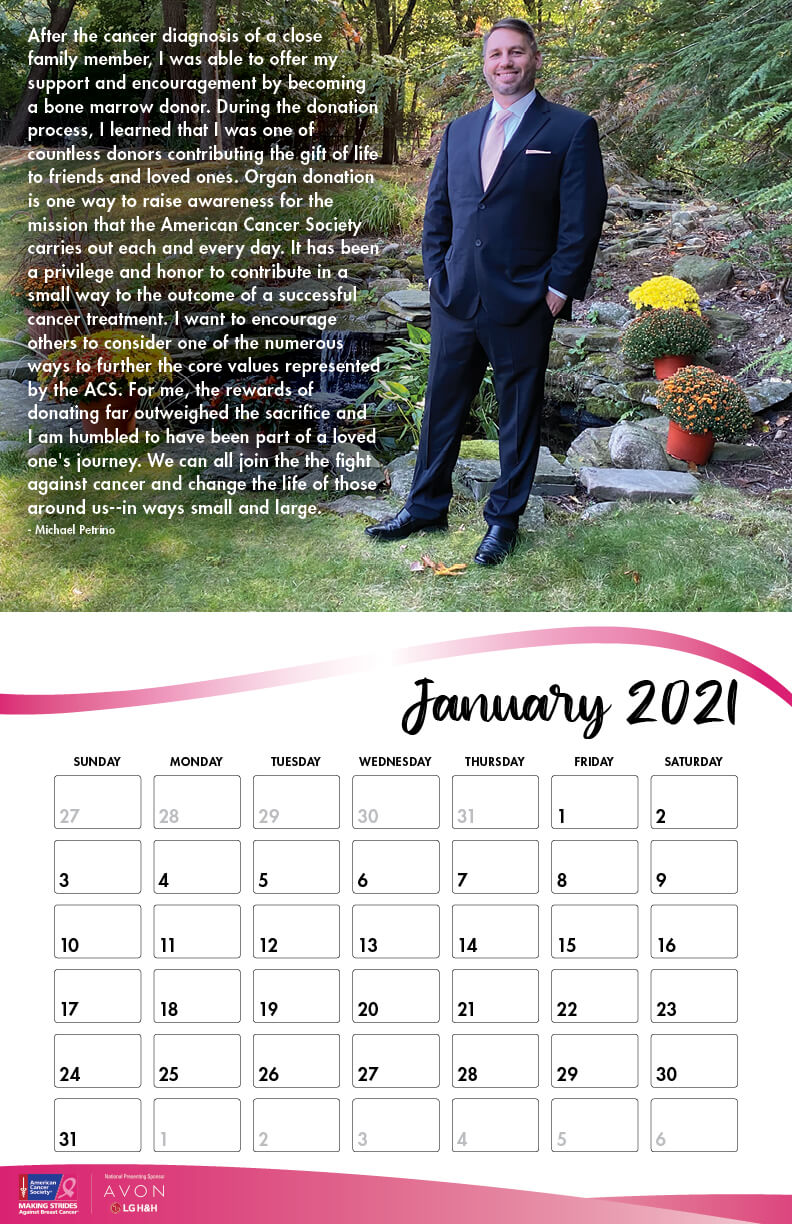 After the cancer diagnosis of a close
family member, I was able to offer my
support and encouragement by becoming
a bone marrow donor. During the donation
process, I learned that I was one of
countless donors contributing the gift of life
to friends and loved ones. Organ donation
is one way to raise awareness for the
mission that the American Cancer Society
carries out each and every day. It has been
a privilege and honor to contribute in a
small way to the outcome of a successful
cancer treatment. I want to encourage
others to consider one of the numerous
ways to further the core values represented
by the ACS. For me, the rewards of
donating far outweighed the sacrifice and
I am humbled to have been part of a loved
one's journey. We can all join the the fight
against cancer and change the life of those
around us--in ways small and large.
- Michael Petrino
January 2021
SUNDAY MONDAY TUESDAY WEDNESDAY THURSDAY FRIDAY SATURDAY
27 28 29 30 31 1 2
3 4 5 6 7 8 9
10 11 12 13 14 15 16
17 18 19 20 21 22 23
24 25 26 27 28 29 30
31 1 2 3 4 5 6
American
Cancer
Society®
MAKING STRIDES
Against Breast Cancer®
National Presenting Sponsor
AVON
LG H&H